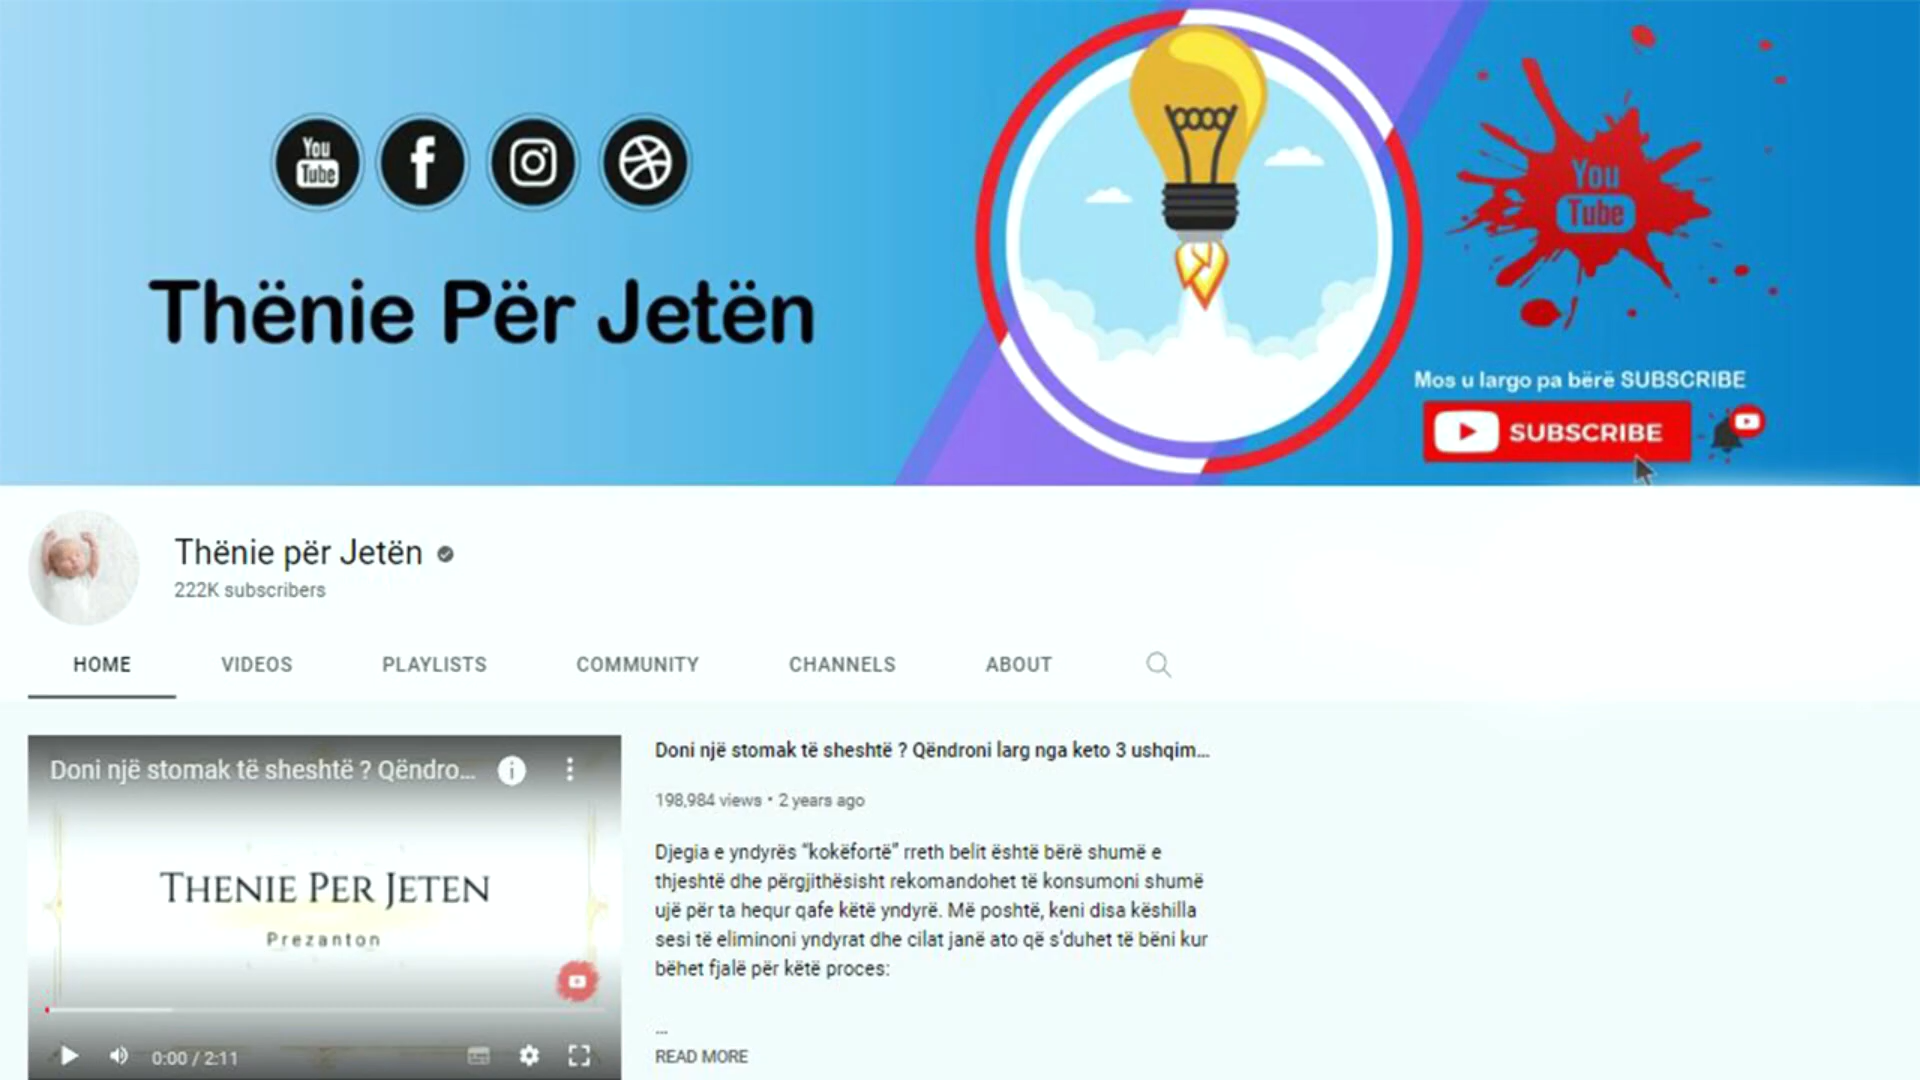 You
Tube
Thënie Për Jetën
You
Tube
Mos u largo pa bërë SUBSCRIBE
SUBSCRIBE
Thënie për Jetën
222K subscribers
HOME VIDEOS PLAYLISTS COMMUNITY CHANNELS ABOUT
Doni një stomak të sheshtë ? Qëndro...
THENIE PER JETEN
Prezanton
0:00 / 2:11
Doni një stomak të sheshtë ? Qëndroni larg nga keto 3 ushqim...
198,984 views • 2 years ago
Djegia e yndyrës “kokëfortë” rreth belit është bërë shumë e
thjeshtë dhe përgjithësisht rekomandohet të konsumoni shumë
ujë për ta hequr qafe këtë yndyrë. Më poshtë, keni disa këshilla
sesi të eliminoni yndyrat dhe cilat janë ato që s'duhet të bëni kur
bëhet fjalë për këtë proces:
...
READ MORE